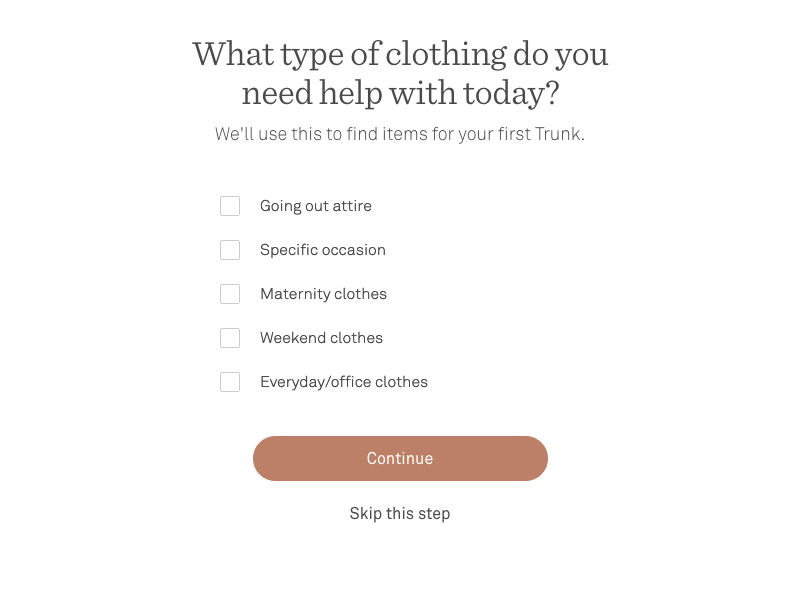 What type of clothing do you
need help with today?
We'll use this to find items for your first Trunk.
Going out attire
Specific occasion
Maternity clothes
Weekend clothes
Everyday/office clothes
Continue
Skip this step